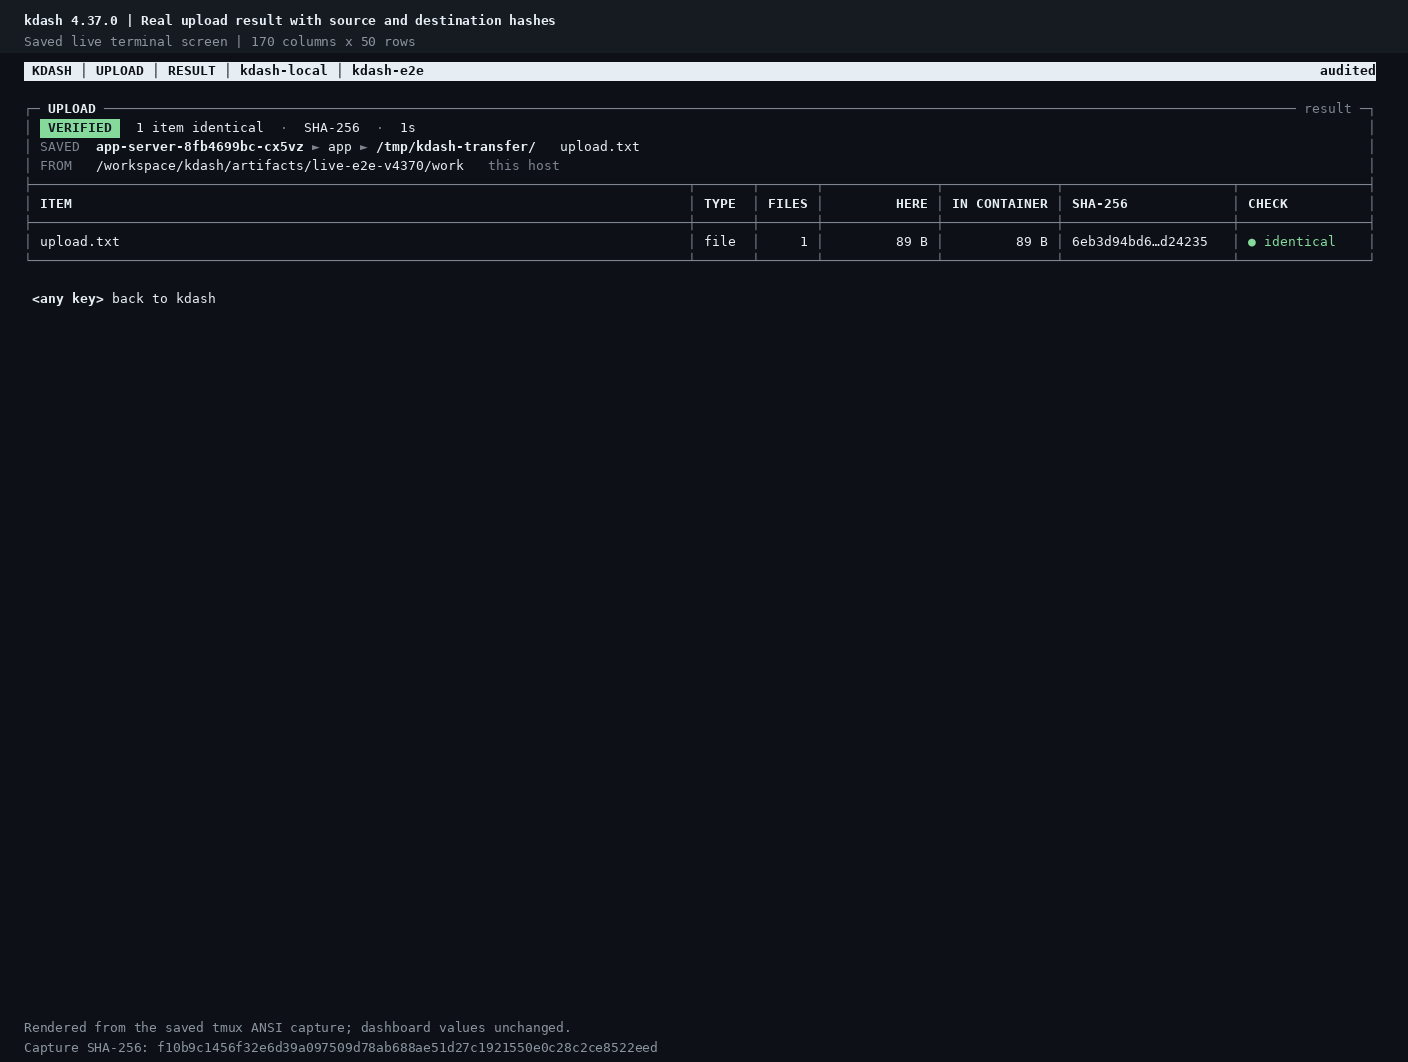 kdash 4.37.0 | Real upload result with source and destination hashes
Saved live terminal screen | 170 columns x 50 rows
KDASH │ UPLOAD │ RESULT │ kdash-local │ kdash-e2e audited
UPLOAD result
VERIFIED 1 item identical · SHA-256 · 1s
SAVED app-server-8fb4699bc-cx5vz ► app ► /tmp/kdash-transfer/ upload.txt
FROM /workspace/kdash/artifacts/live-e2e-v4370/work this host
ITEM │ TYPE │ FILES │ HERE │ IN CONTAINER │ SHA-256 │ CHECK
upload.txt │ file │ 1 │ 89 B │ 89 B │ 6eb3d94bd6…d24235 │ ● identical
<any key> back to kdash
Rendered from the saved tmux ANSI capture; dashboard values unchanged.
Capture SHA-256: f10b9c1456f32e6d39a097509d78ab688ae51d27c1921550e0c28c2ce8522eed